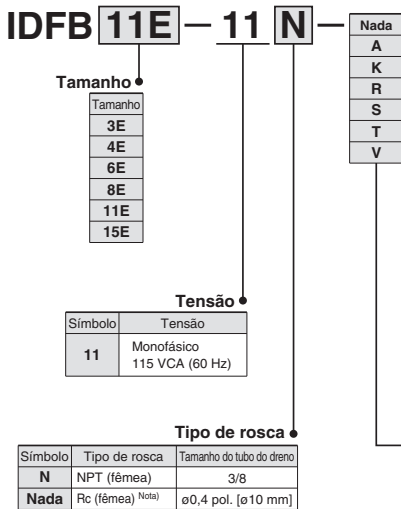 IDFB 11E — 11 N —
Nada
A
K
R
S
T
V
Tamanho
Tamanho
3E
4E
6E
8E
11E
15E
Tensão
Símbolo Tensão
11 Monofásico
115 VCA (60 Hz)
Tipo de rosca
Símbolo Tipo de rosca Tamanho do tubo do dreno
N NPT (fêmea) 3/8
Nada Rc (fêmea) Nota) ø0,4 pol. [ø10 mm]